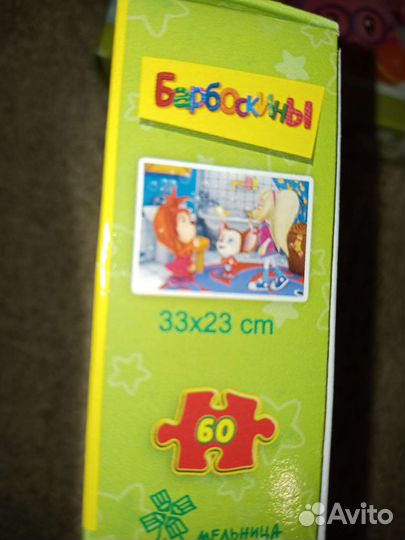 Барбоскины
33x23 cm
60
МЕЛЬНИЦА
Avito